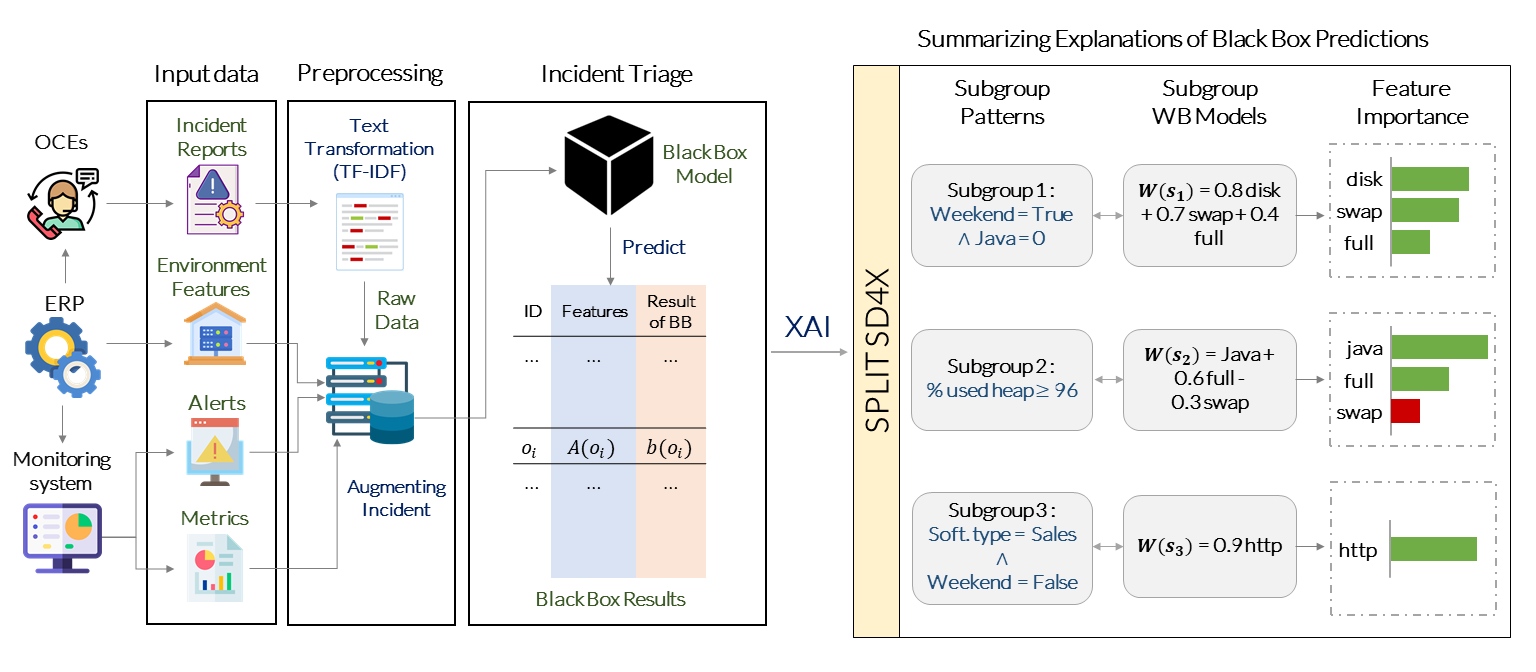 Summarizing Explanations of Black Box Predictions
Input data
Preprocessing
Incident Triage
OCEs
ERP
Monitoring
system
Incident
Reports
Environment
Features
Alerts
Metrics
Text
Transformation
(TF-IDF)
Raw
Data
Augmenting
Incident
Black Box
Model
Predict
ID Features Result
of BB
... ... ...
o_i A(o_i) b(o_i)
... ... ...
Black Box Results
XAI
SPLITSD4X
Subgroup
Patterns
Subgroup
WB Models
Feature
Importance
Subgroup 1 :
Weekend = True
∧ Java = 0
W(s₁) = 0.8 disk
+ 0.7 swap + 0.4
full
disk
swap
full
Subgroup 2 :
% used heap ≥ 96
W(s₂) = Java +
0.6 full -
0.3 swap
java
full
swap
Subgroup 3 :
Soft. type = Sales
∧
Weekend = False
W(s₃) = 0.9 http
http